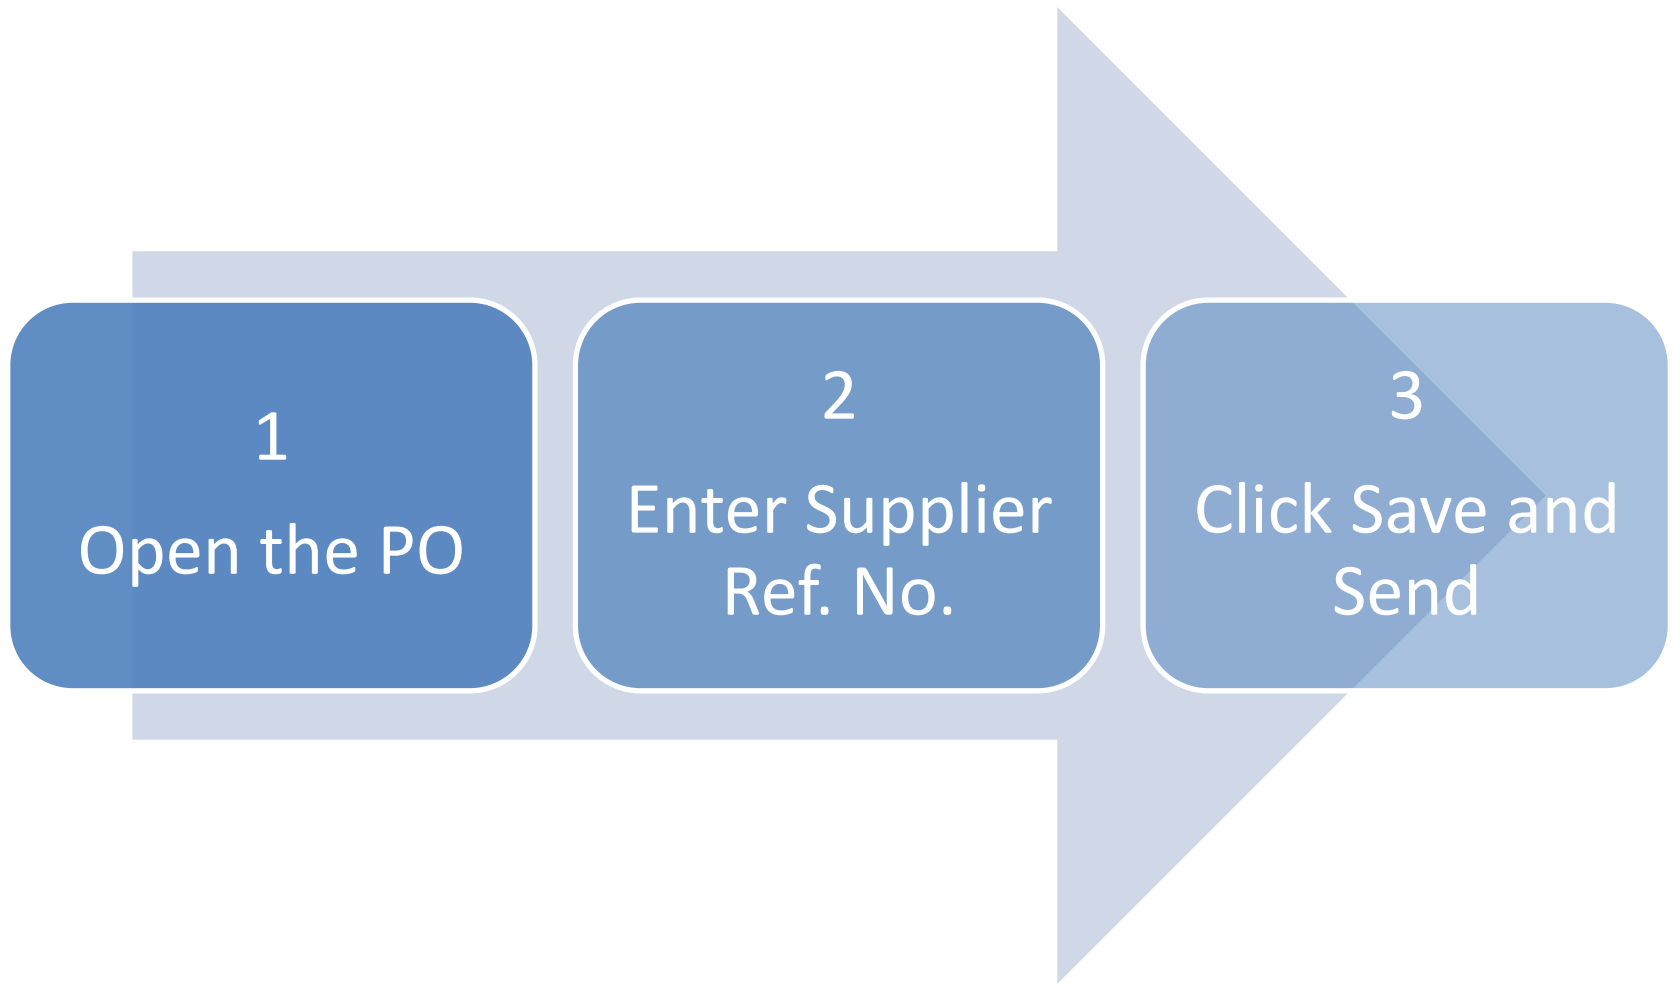 1
Open the PO
2
Enter Supplier
Ref. No.
3
Click Save and
Send